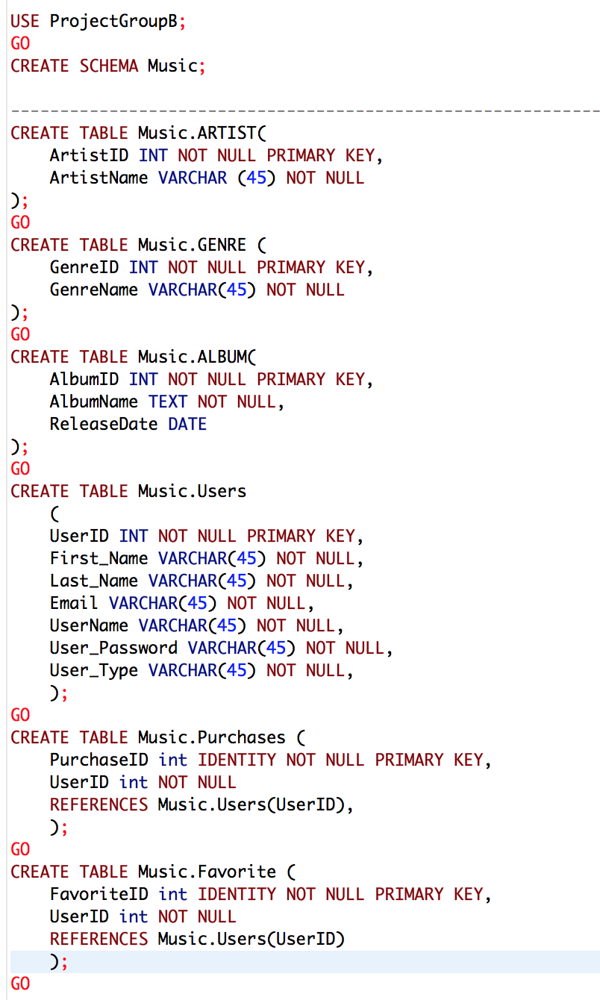 USE ProjectGroupB;
GO
CREATE SCHEMA Music;
------------------------------------------------------------
CREATE TABLE Music.ARTIST(
    ArtistID INT NOT NULL PRIMARY KEY,
    ArtistName VARCHAR (45) NOT NULL
);
GO
CREATE TABLE Music.GENRE (
    GenreID INT NOT NULL PRIMARY KEY,
    GenreName VARCHAR(45) NOT NULL
);
GO
CREATE TABLE Music.ALBUM(
    AlbumID INT NOT NULL PRIMARY KEY,
    AlbumName TEXT NOT NULL,
    ReleaseDate DATE
);
GO
CREATE TABLE Music.Users
    (
    UserID INT NOT NULL PRIMARY KEY,
    First_Name VARCHAR(45) NOT NULL,
    Last_Name VARCHAR(45) NOT NULL,
    Email VARCHAR(45) NOT NULL,
    UserName VARCHAR(45) NOT NULL,
    User_Password VARCHAR(45) NOT NULL,
    User_Type VARCHAR(45) NOT NULL,
    );
GO
CREATE TABLE Music.Purchases (
    PurchaseID int IDENTITY NOT NULL PRIMARY KEY,
    UserID int NOT NULL
    REFERENCES Music.Users(UserID),
    );
GO
CREATE TABLE Music.Favorite (
    FavoriteID int IDENTITY NOT NULL PRIMARY KEY,
    UserID int NOT NULL
    REFERENCES Music.Users(UserID)
    );
GO